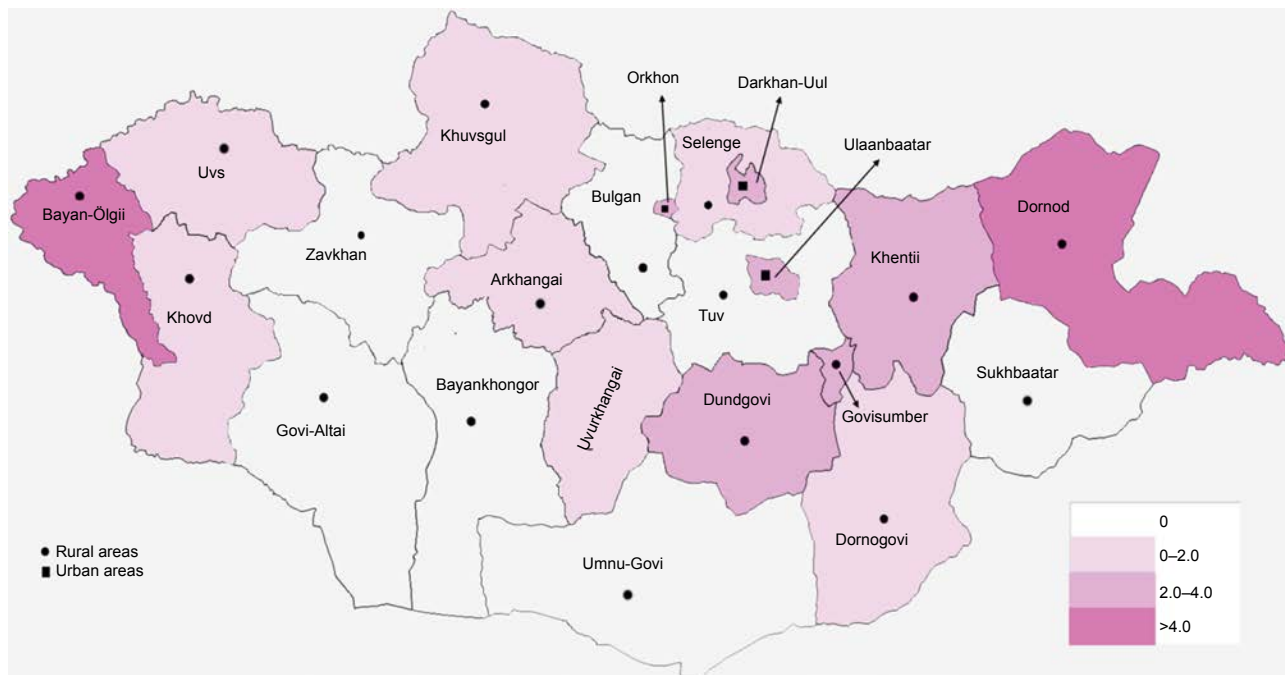 Orkhon
Darkhan-Uul
Khuvsgul
Selenge
Ulaanbaatar
Uvs
Bulgan
Bayan-Ölgii
Dornod
Zavkhan
Khentii
Arkhangai
Khovd
Tuv
Bayankhongor
Μvurkhangai
Dundgovi
Sukhbaatar
Govisumber
Govi-Altai
Dornogovi
Umnu-Govi
Rural areas
Urban areas
0
0–2.0
2.0–4.0
>4.0